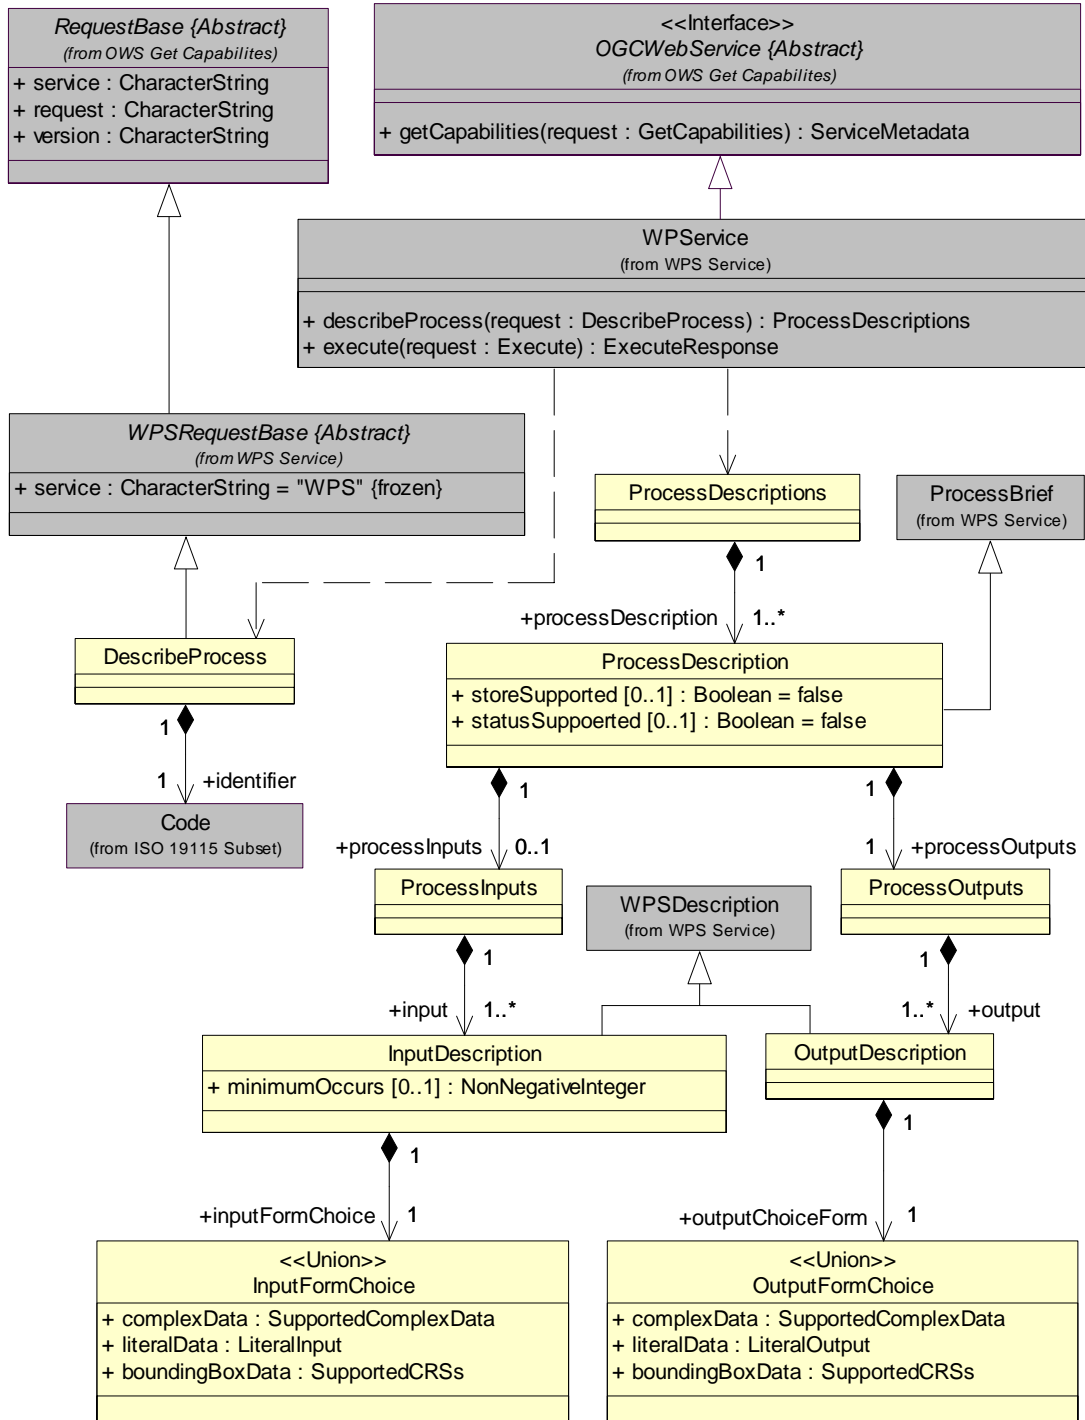 RequestBase {Abstract}
(from OWS Get Capabilites)
+ service : CharacterString
+ request : CharacterString
+ version : CharacterString
<<Interface>>
OGCWebService {Abstract}
(from OWS Get Capabilites)
+ getCapabilities(request : GetCapabilities) : ServiceMetadata
WPService
(from WPS Service)
+ describeProcess(request : DescribeProcess) : ProcessDescriptions
+ execute(request : Execute) : ExecuteResponse
WPSRequestBase {Abstract}
(from WPS Service)
+ service : CharacterString = "WPS" {frozen}
ProcessDescriptions
ProcessBrief
(from WPS Service)
1
+processDescription
1..*
DescribeProcess
1
1
+identifier
Code
(from ISO 19115 Subset)
ProcessDescription
+ storeSupported [0..1] : Boolean = false
+ statusSuppoerted [0..1] : Boolean = false
1
1
+processInputs
0..1
1
+processOutputs
ProcessInputs
WPSDescription
(from WPS Service)
ProcessOutputs
1
1
+input
1..*
1..*
+output
InputDescription
+ minimumOccurs [0..1] : NonNegativeInteger
OutputDescription
1
1
+inputFormChoice
1
+outputChoiceForm
1
<<Union>>
InputFormChoice
+ complexData : SupportedComplexData
+ literalData : LiteralInput
+ boundingBoxData : SupportedCRSs
<<Union>>
OutputFormChoice
+ complexData : SupportedComplexData
+ literalData : LiteralOutput
+ boundingBoxData : SupportedCRSs